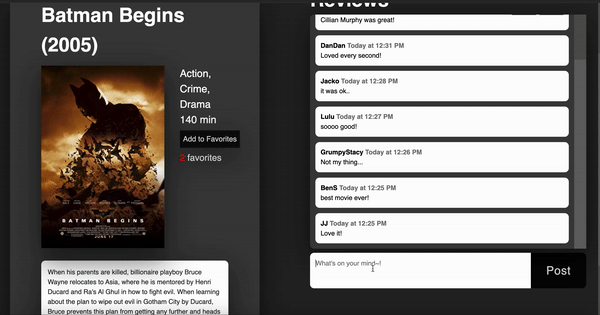 Batman Begins
(2005)
Action,
Crime,
Drama
140 min
Add to Favorites
2 favorites
BATMAN BEGINS
JUNE 17
When his parents are killed, billionaire playboy Bruce
Wayne relocates to Asia, where he is mentored by Henri
Ducard and Ra's Al Ghul in how to fight evil. When learning
about the plan to wipe out evil in Gotham City by Ducard,
Bruce prevents this plan from getting any further and heads
Reviews
Cillian Murphy was great!
DanDan Today at 12:31 PM
Loved every second!
Jacko Today at 12:28 PM
it was ok..
Lulu Today at 12:27 PM
soooo good!
GrumpyStacy Today at 12:26 PM
Not my thing...
BenS Today at 12:25 PM
best movie ever!
JJ Today at 12:25 PM
Love it!
What's on your mind~!
Post